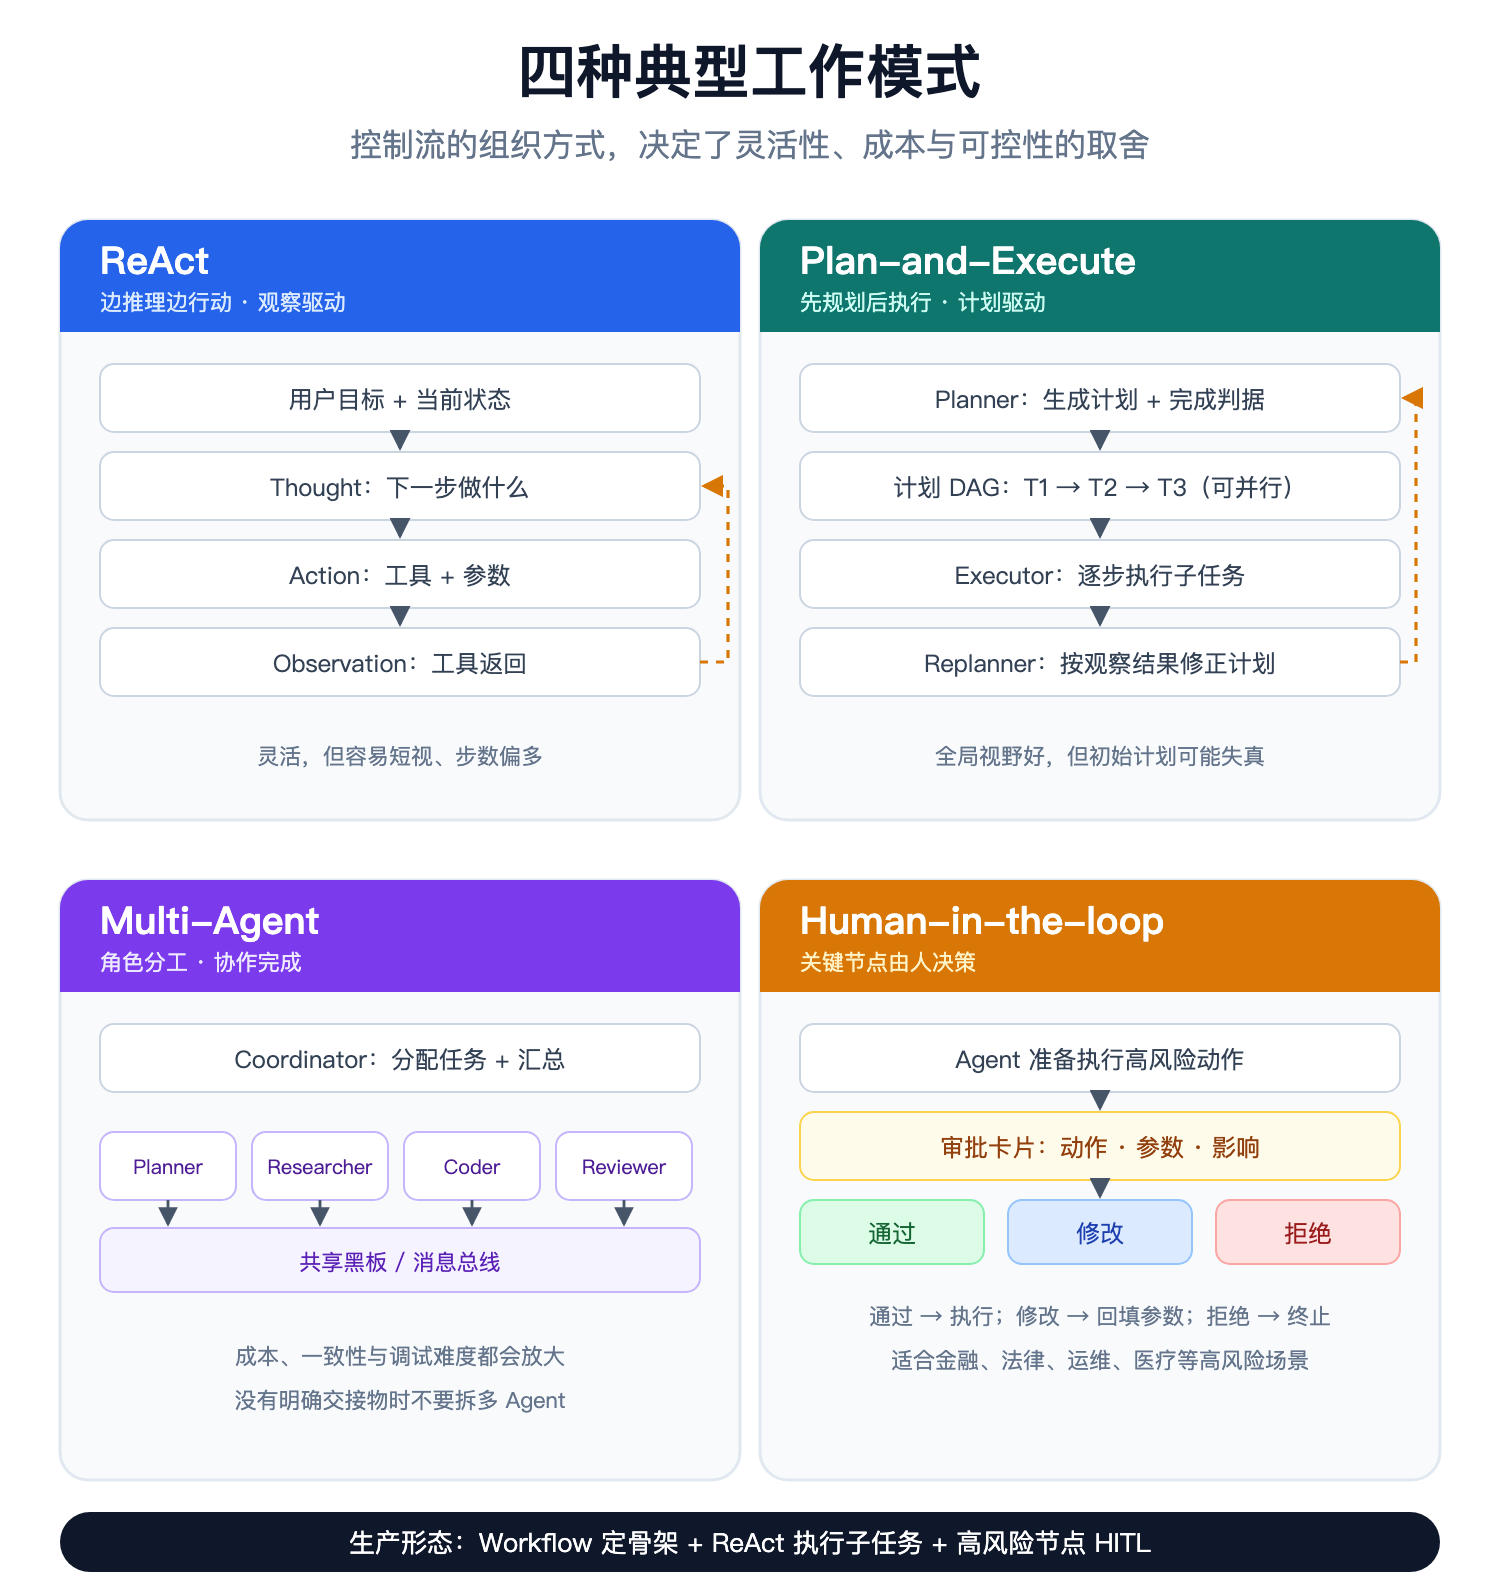 四种典型工作模式
控制流的组织方式，决定了灵活性、成本与可控性的取舍
ReAct
边推理边行动 · 观察驱动
用户目标 + 当前状态
Thought：下一步做什么
Action：工具 + 参数
Observation：工具返回
灵活，但容易短视、步数偏多
Plan-and-Execute
先规划后执行 · 计划驱动
Planner：生成计划 + 完成判据
计划 DAG：T1 → T2 → T3（可并行）
Executor：逐步执行子任务
Replanner：按观察结果修正计划
全局视野好，但初始计划可能失真
Multi-Agent
角色分工 · 协作完成
Coordinator：分配任务 + 汇总
Planner
Researcher
Coder
Reviewer
共享黑板 / 消息总线
成本、一致性与调试难度都会放大
没有明确交接物时不要拆多 Agent
Human-in-the-loop
关键节点由人决策
Agent 准备执行高风险动作
审批卡片：动作 · 参数 · 影响
通过
修改
拒绝
通过 → 执行；修改 → 回填参数；拒绝 → 终止
适合金融、法律、运维、医疗等高风险场景
生产形态：Workflow 定骨架 + ReAct 执行子任务 + 高风险节点 HITL